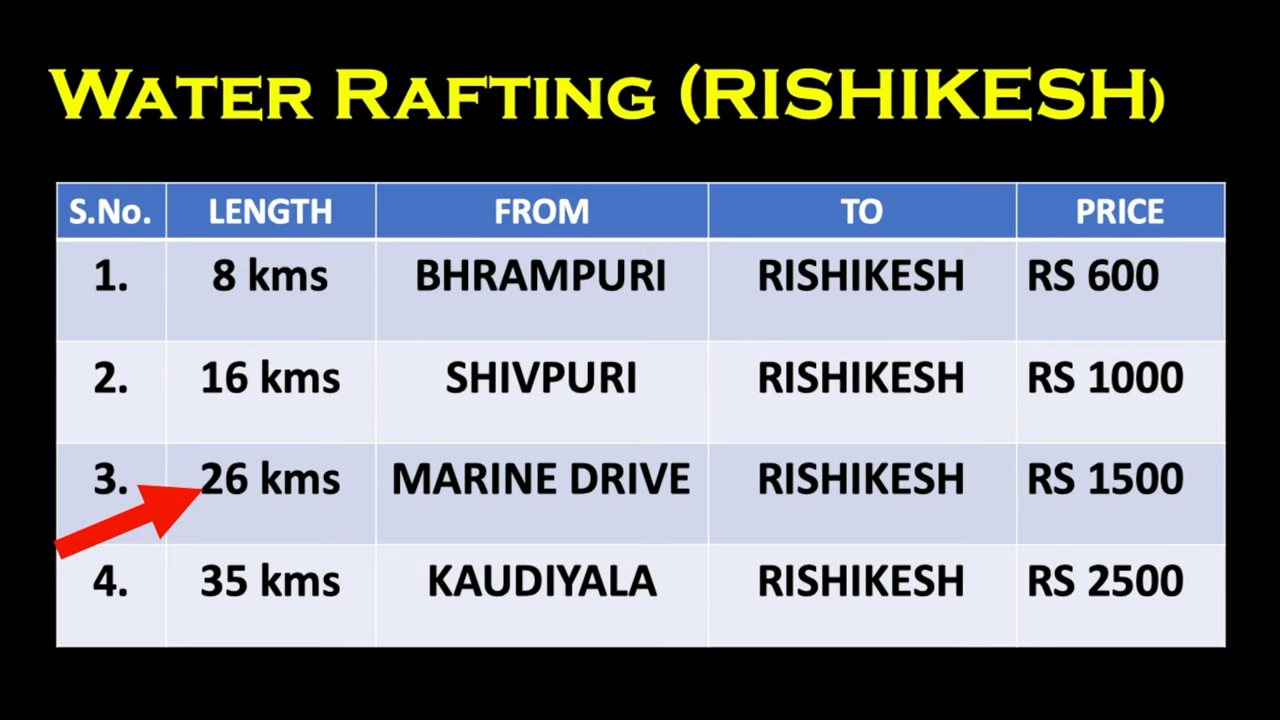 WATER RAFTING (RISHIKESH)
S.No. LENGTH FROM TO PRICE
1. 8 kms BHRAMPURI RISHIKESH RS 600
2. 16 kms SHIVPURI RISHIKESH RS 1000
3. 26 kms MARINE DRIVE RISHIKESH RS 1500
4. 35 kms KAUDIYALA RISHIKESH RS 2500